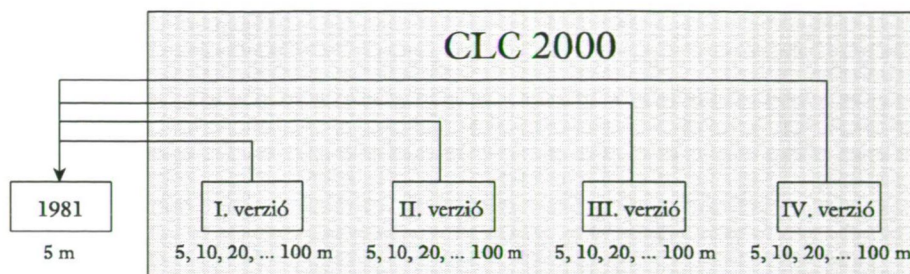 CLC 2000
1981
I. verzió
II. verzió
III. verzió
IV. verzió
5 m
5, 10, 20, ... 100 m
5, 10, 20, ... 100 m
5, 10, 20, ... 100 m
5, 10, 20, ... 100 m